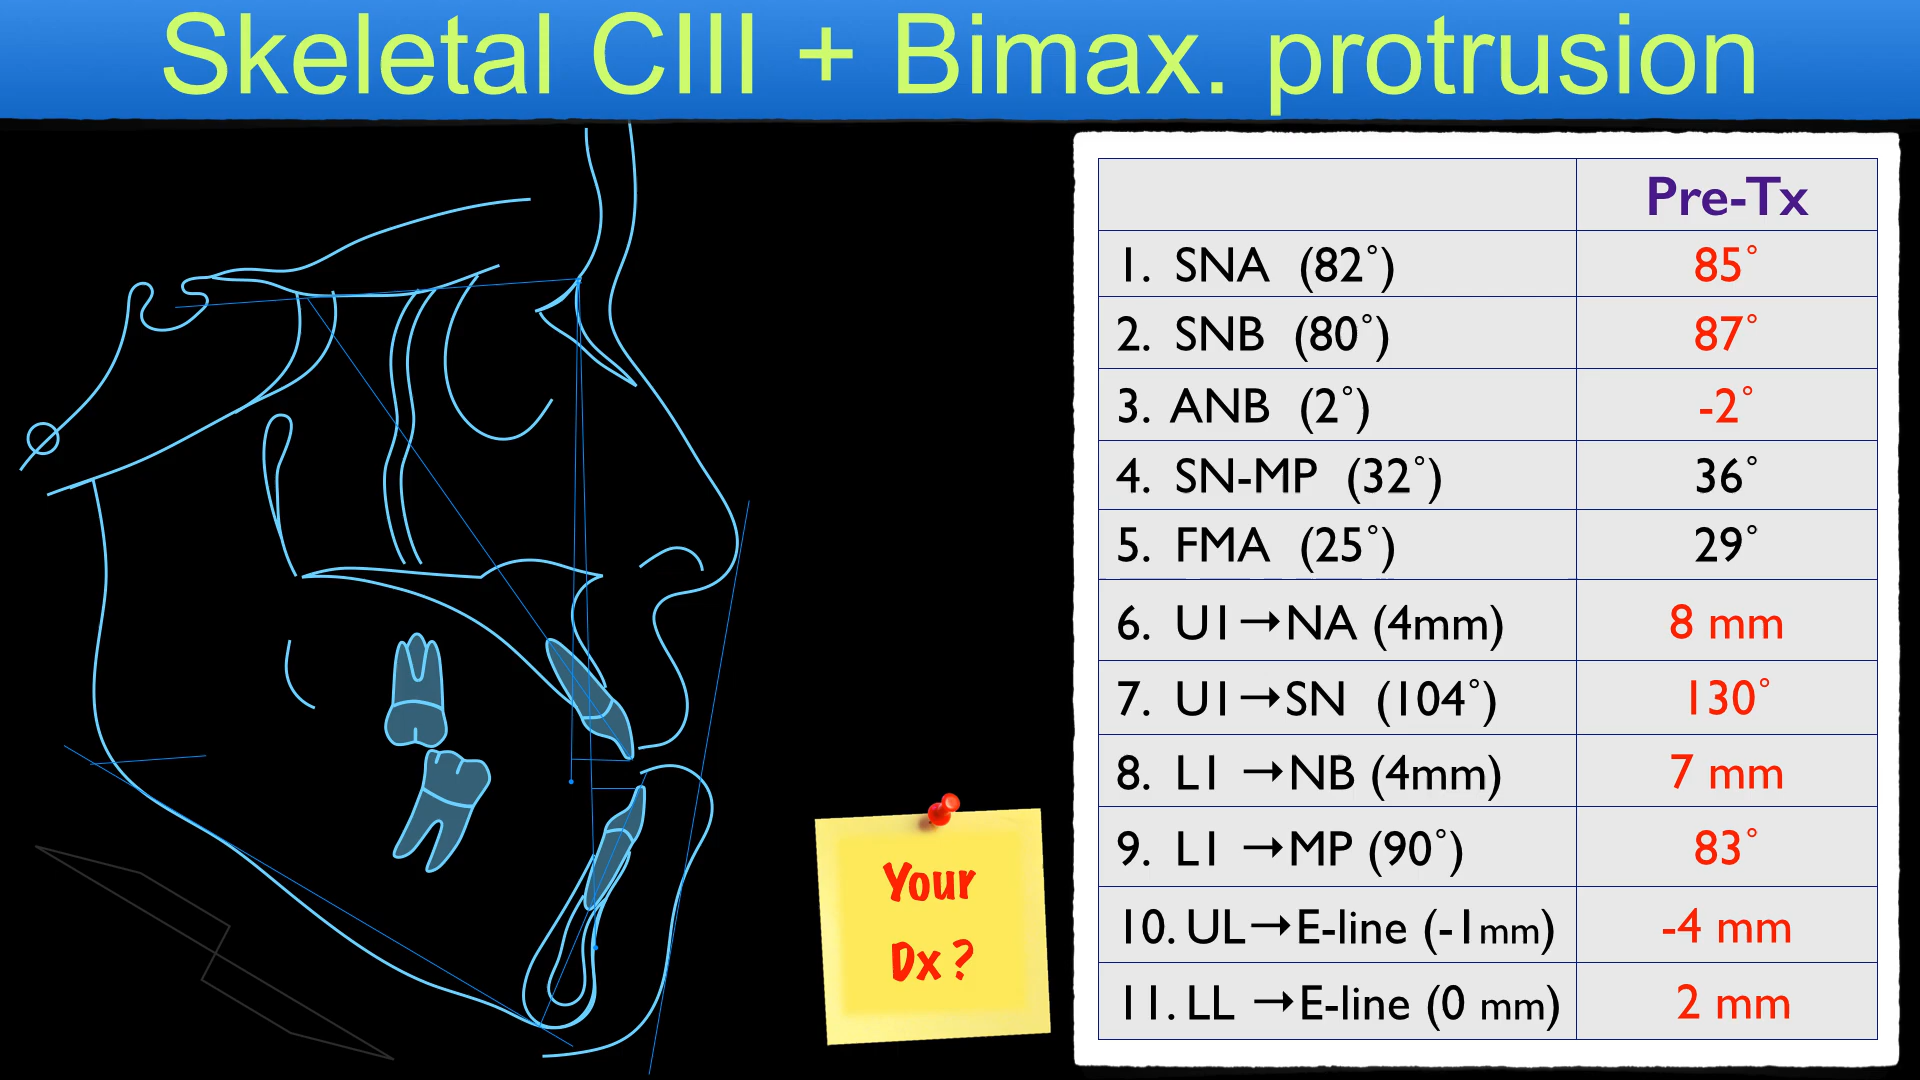 Skeletal CIII + Bimax. protrusion
Pre-Tx
1. SNA (82°) 85°
2. SNB (80°) 87°
3. ANB (2°) -2°
4. SN-MP (32°) 36°
5. FMA (25°) 29°
6. U1→NA (4mm) 8 mm
7. U1→SN (104°) 130°
8. L1 →NB (4mm) 7 mm
9. L1 →MP (90°) 83°
10. UL→E-line (-1mm) -4 mm
11. LL →E-line (0 mm) 2 mm
Your
Dx ?